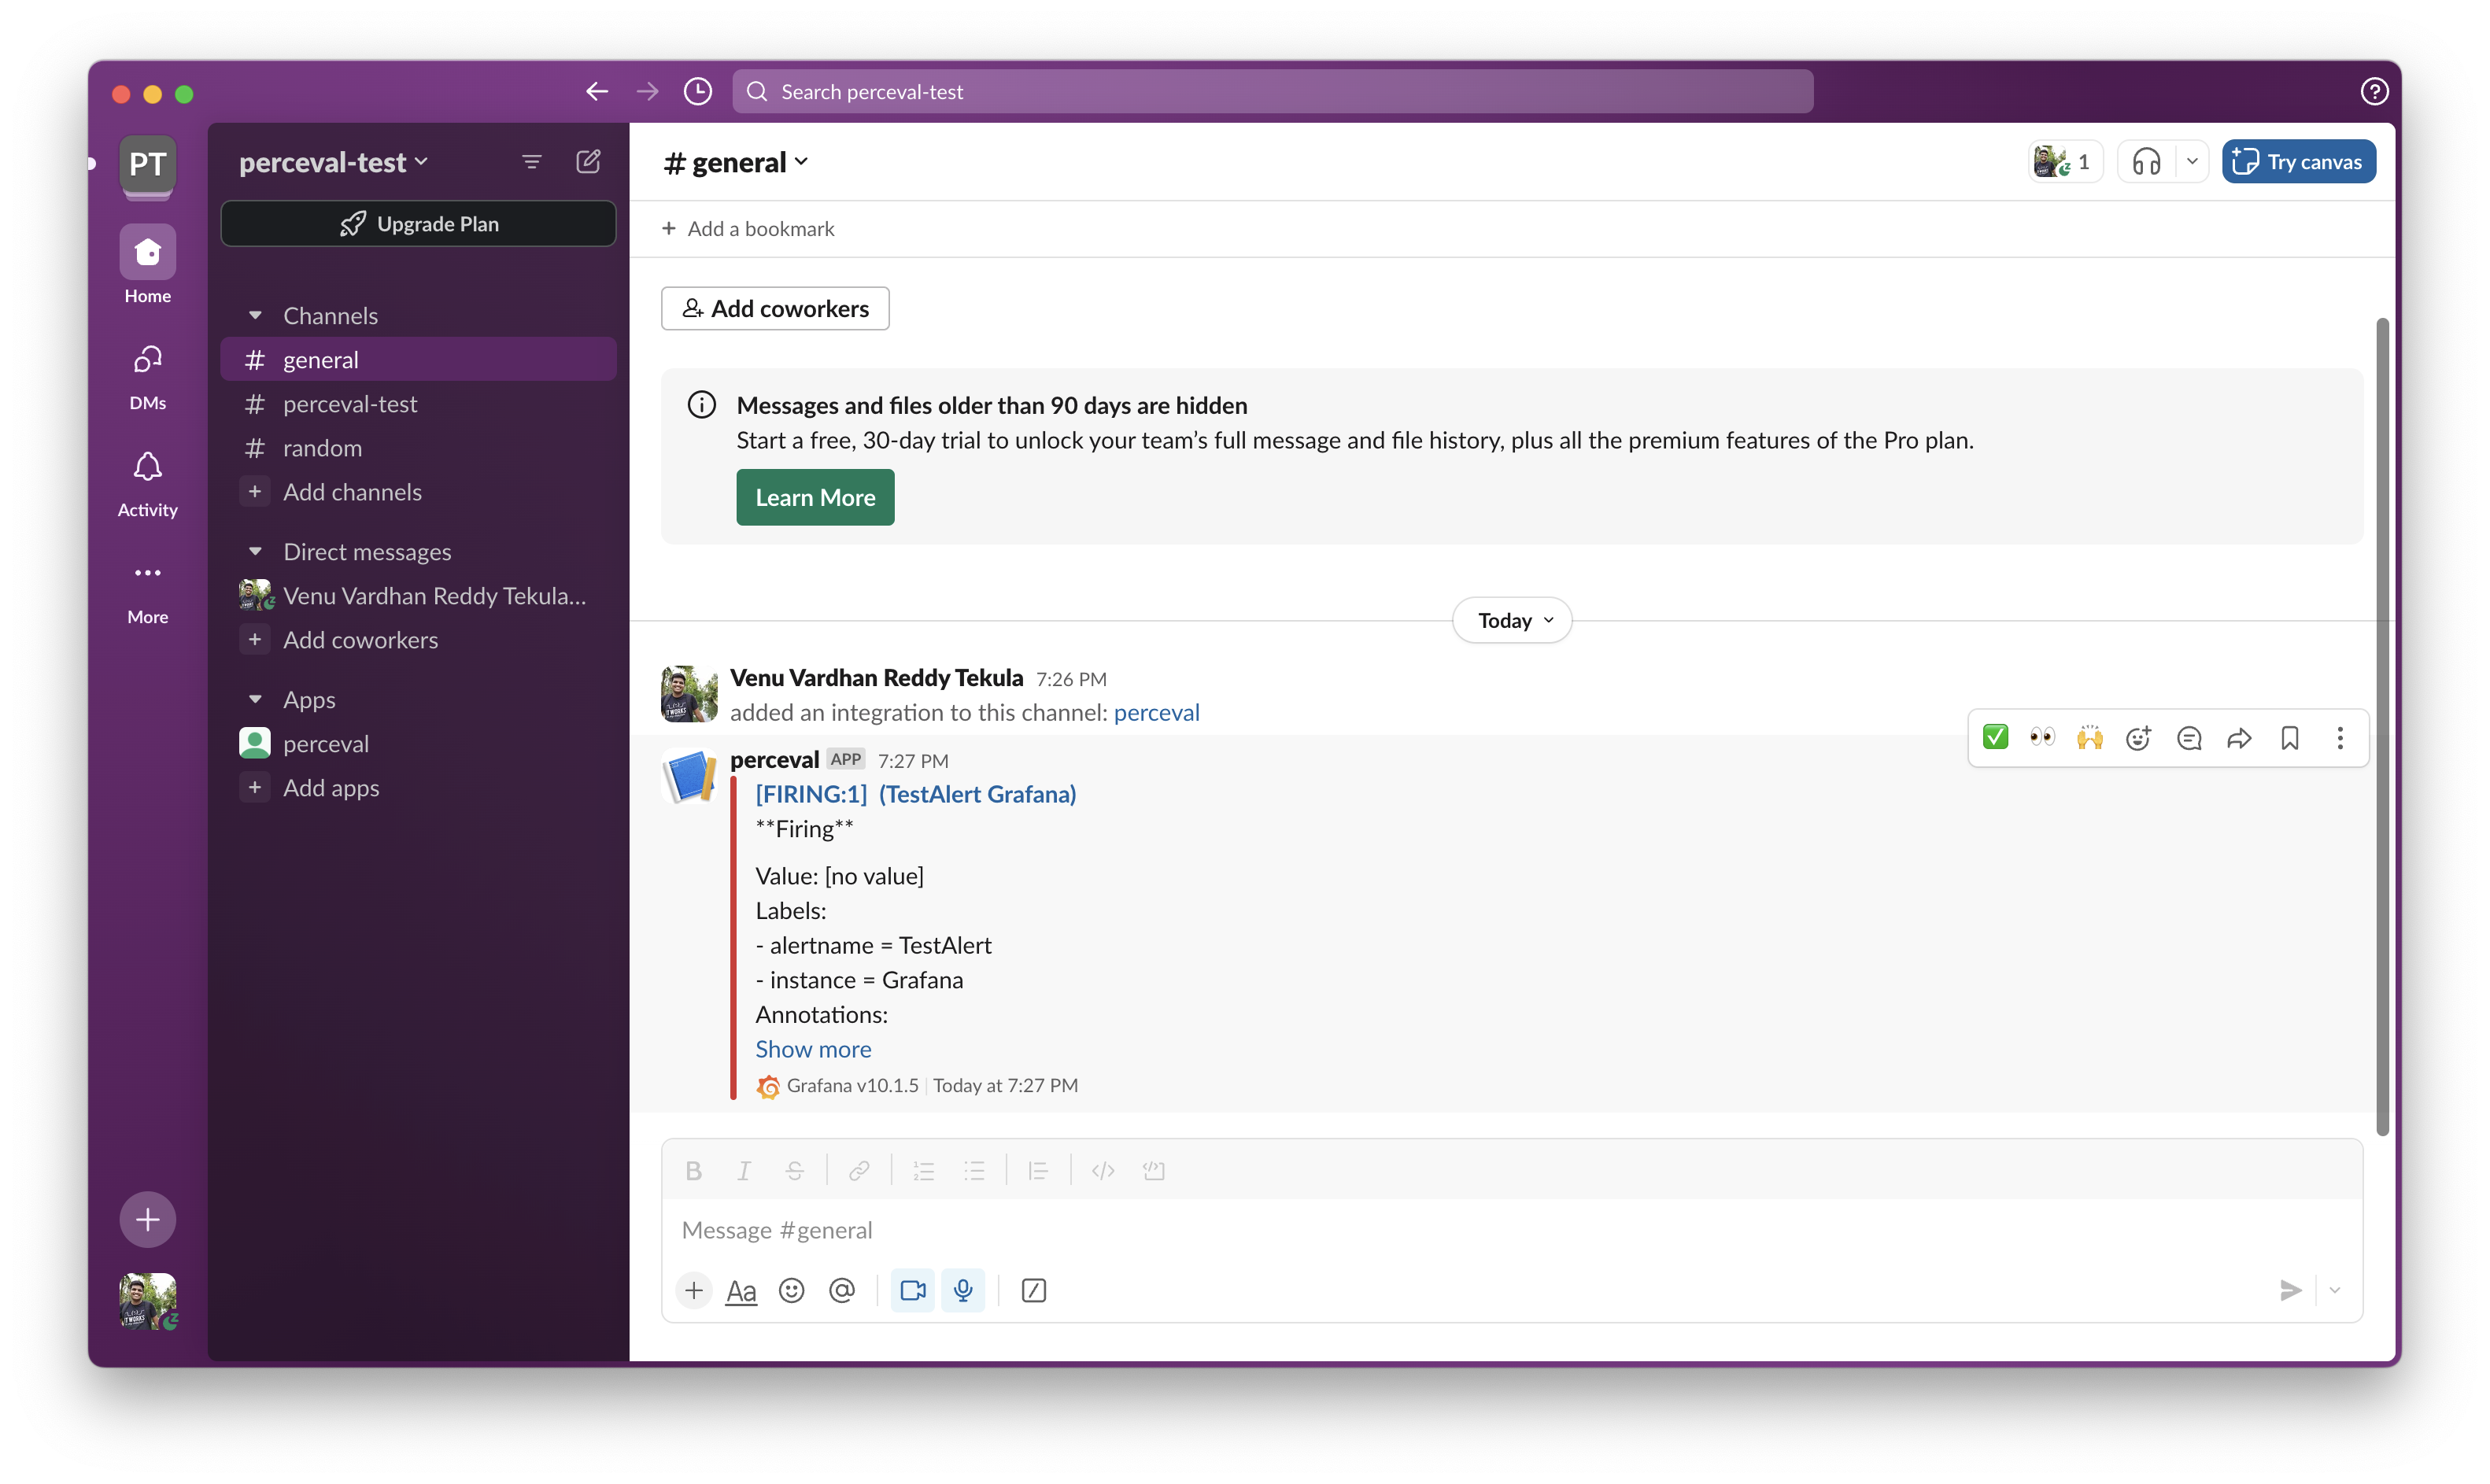 Search perceval-test
PT
perceval-test
Upgrade Plan
Home
DMs
Activity
More
Channels
# general
# perceval-test
# random
+ Add channels
Direct messages
Venu Vardhan Reddy Tekula...
+ Add coworkers
Apps
perceval
+ Add apps
# general
1
Try canvas
+ Add a bookmark
Add coworkers
Messages and files older than 90 days are hidden
Start a free, 30-day trial to unlock your team’s full message and file history, plus all the premium features of the Pro plan.
Learn More
Today
Venu Vardhan Reddy Tekula 7:26 PM
added an integration to this channel: perceval
perceval APP 7:27 PM
[FIRING:1] (TestAlert Grafana)
**Firing**
Value: [no value]
Labels:
- alertname = TestAlert
- instance = Grafana
Annotations:
Show more
Grafana v10.1.5 | Today at 7:27 PM
Message #general
Aa